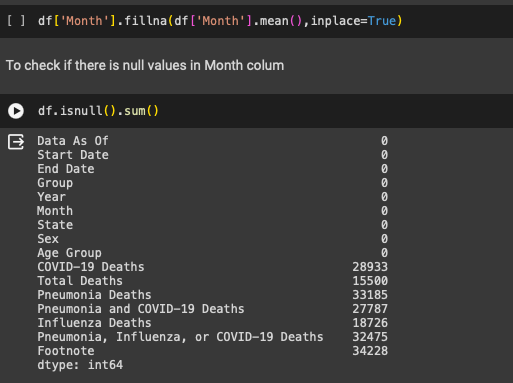 [ ] df['Month'].fillna(df['Month'].mean(),inplace=True)
To check if there is null values in Month colum
df.isnull().sum()
Data As Of 0
Start Date 0
End Date 0
Group 0
Year 0
Month 0
State 0
Sex 0
Age Group 0
COVID-19 Deaths 28933
Total Deaths 15500
Pneumonia Deaths 33185
Pneumonia and COVID-19 Deaths 27787
Influenza Deaths 18726
Pneumonia, Influenza, or COVID-19 Deaths 32475
Footnote 34228
dtype: int64